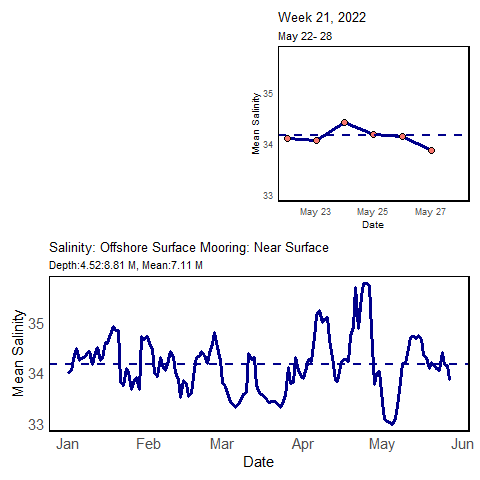 Week 21, 2022
May 22- 28
Mean Salinity
35
34
33
May 23
May 25
May 27
Date
Salinity: Offshore Surface Mooring: Near Surface
Depth:4.52:8.81 M, Mean:7.11 M
Mean Salinity
35
34
33
Jan
Feb
Mar
Apr
May
Jun
Date